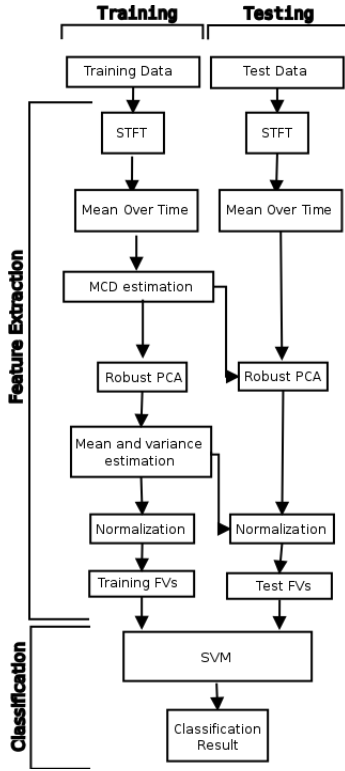 Training Testing
Training Data Test Data
STFT STFT
Mean Over Time Mean Over Time
MCD estimation
Robust PCA Robust PCA
Mean and variance
estimation
Normalization Normalization
Training FVs Test FVs
SVM
Classification
Result
Feature Extraction
Classification